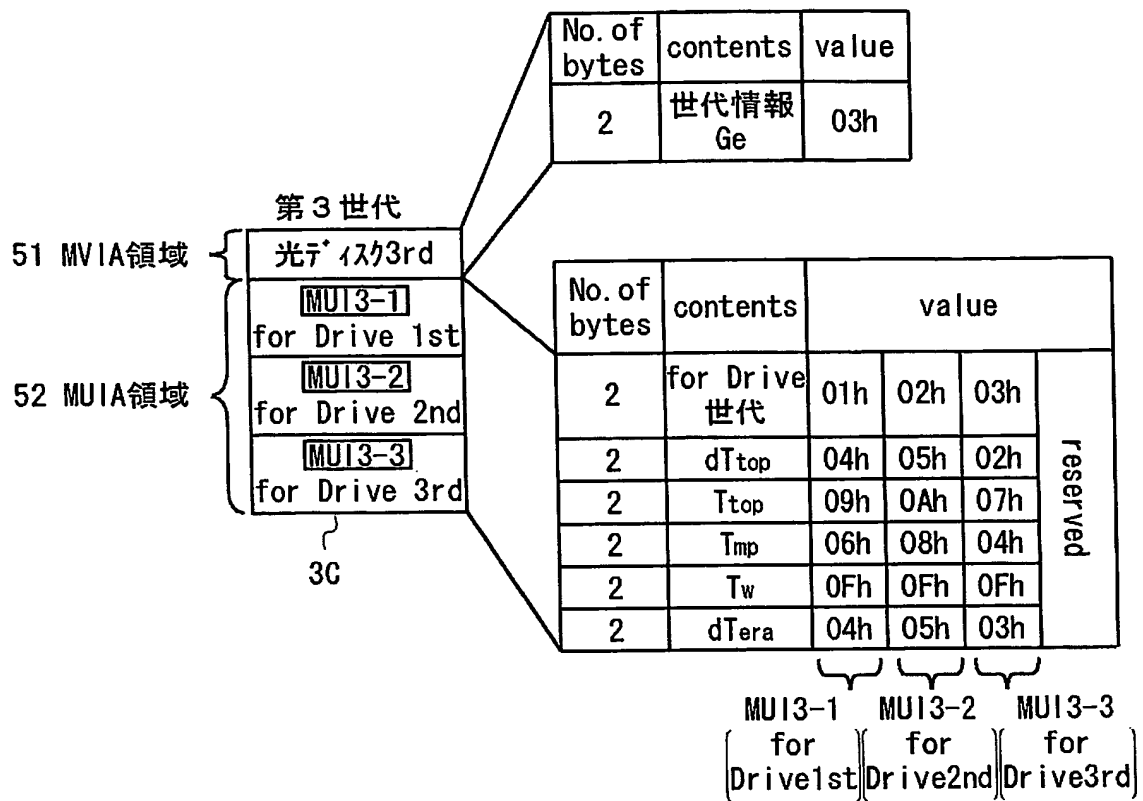 No. of bytes contents value
2 世代情報 Ge 03h
第3世代
51 MVIA領域
光ディスク3rd
MUI3-1
for Drive 1st
52 MUIA領域
MUI3-2
for Drive 2nd
MUI3-3
for Drive 3rd
3C
No. of bytes contents value
2 for Drive 世代 01h 02h 03h reserved
2 dTtop 04h 05h 02h
2 Ttop 09h 0Ah 07h
2 Tmp 06h 08h 04h
2 Tw 0Fh 0Fh 0Fh
2 dTera 04h 05h 03h
MUI3-1 MUI3-2 MUI3-3
for for for
Drive1st Drive2nd Drive3rd